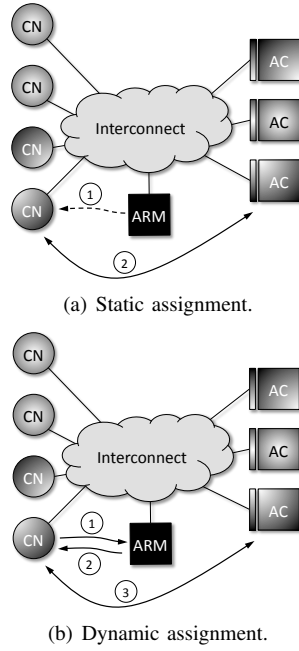 CN
AC
CN
Interconnect
AC
CN
CN
1
ARM
AC
2
(a) Static assignment.
CN
AC
CN
Interconnect
AC
CN
CN
1
2
ARM
AC
3
(b) Dynamic assignment.